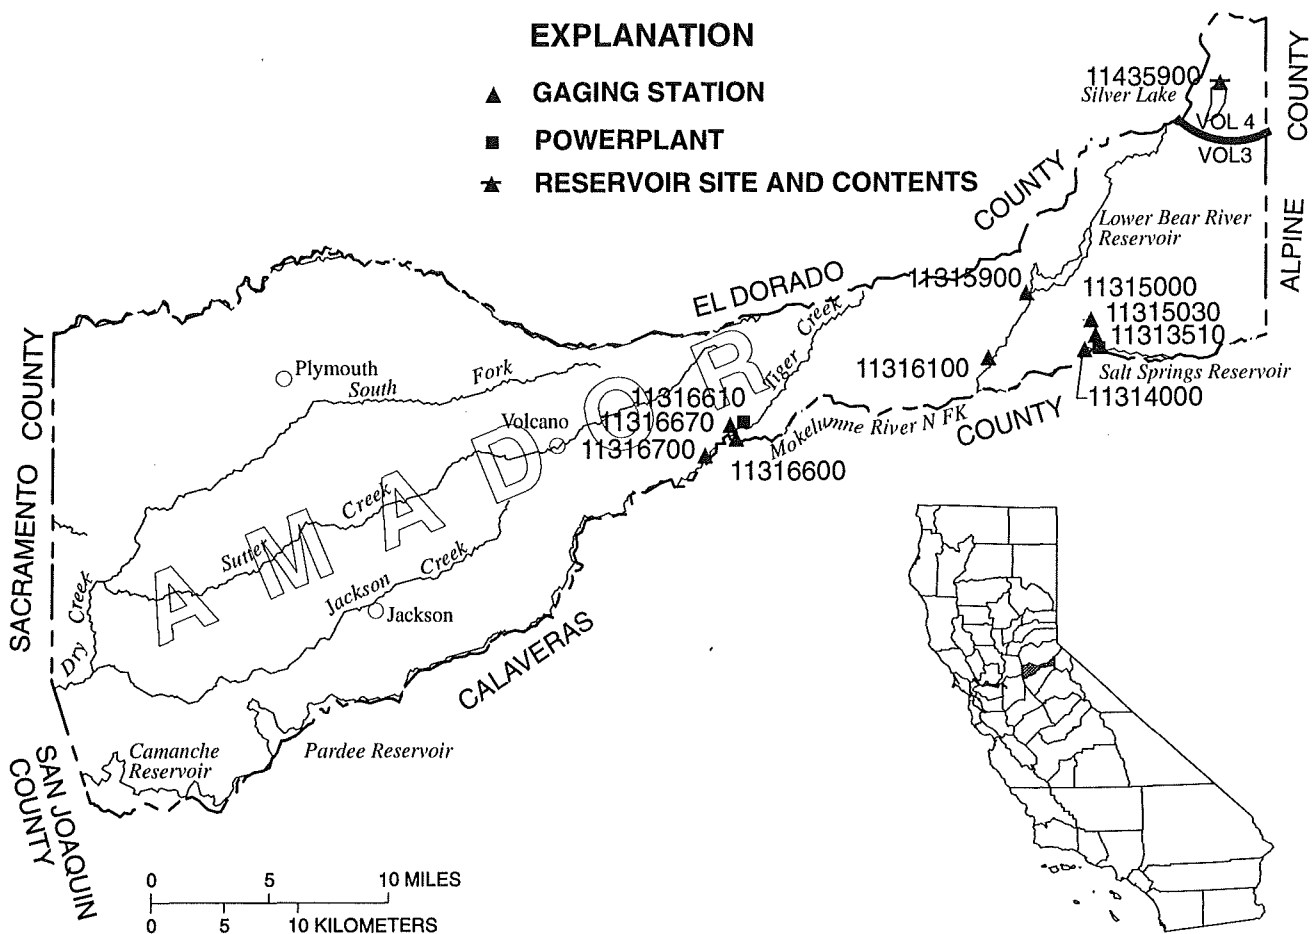 EXPLANATION
GAGING STATION
POWERPLANT
RESERVOIR SITE AND CONTENTS
11435900
Silver Lake
VOL 4
VOL3
COUNTY
ALPINE
COUNTY
Lower Bear River
Reservoir
EL DORADO
11315900
11315000
11315030
11313510
Salt Springs Reservoir
11314000
11316100
Creek
Tiger
Plymouth
South
Fork
11316610
Volcano
11316670
11316700
11316600
Mokelumne River N FK
COUNTY
SACRAMENTO COUNTY
AMADOR
Creek
Sutter
Jackson
Creek
Jackson
Dry
Creek
CALAVERAS
Camanche
Reservoir
Pardee Reservoir
SAN JOAQUIN
COUNTY
0 5 10 MILES
0 5 10 KILOMETERS